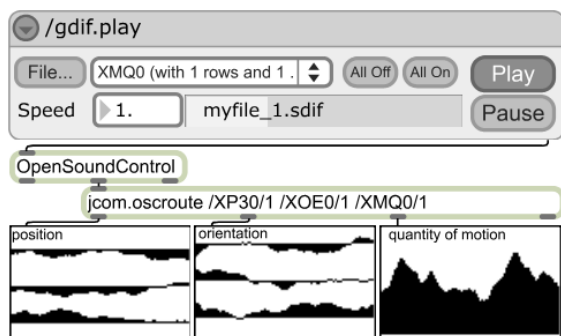 /gdif.play
File... XMQ0 (with 1 rows and 1 . All Off All On Play
Speed 1. myfile_1.sdif Pause
OpenSoundControl
jcom.oscroute /XP30/1 /XOE0/1 /XMQ0/1
position orientation quantity of motion